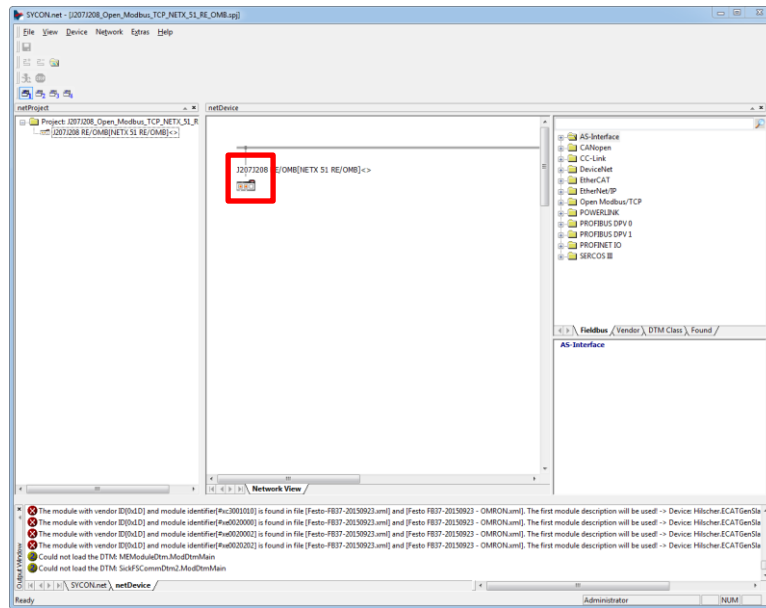 SYCON.net - [J207J208_Open_Modbus_TCP_NETX_51_RE_OMB.spj]
File View Device Network Extras Help
netProject
netDevice
Project: J207J208_Open_Modbus_TCP_NETX_51_R
J207J208 RE/OMB[NETX 51 RE/OMB]<>
J207J208 RE/OMB[NETX 51 RE/OMB]<>
AS-Interface
CANopen
CC-Link
DeviceNet
EtherCAT
EtherNet/IP
Open Modbus/TCP
POWERLINK
PROFIBUS DPV 0
PROFIBUS DPV 1
PROFINET IO
SERCOS III
Fieldbus Vendor DTM Class Found
AS-Interface
Network View
The module with vendor ID[0x1D] and module identifier[#xc3001010] is found in file [Festo-FB37-20150923.xml] and [Festo FB37-20150923 - OMRON.xml]. The first module description will be used! -> Device: Hilscher.ECATGenSla
The module with vendor ID[0x1D] and module identifier[#xe0020000] is found in file [Festo-FB37-20150923.xml] and [Festo FB37-20150923 - OMRON.xml]. The first module description will be used! -> Device: Hilscher.ECATGenSla
The module with vendor ID[0x1D] and module identifier[#xe0020002] is found in file [Festo-FB37-20150923.xml] and [Festo FB37-20150923 - OMRON.xml]. The first module description will be used! -> Device: Hilscher.ECATGenSla
The module with vendor ID[0x1D] and module identifier[#xe0020202] is found in file [Festo-FB37-20150923.xml] and [Festo FB37-20150923 - OMRON.xml]. The first module description will be used! -> Device: Hilscher.ECATGenSla
Could not load the DTM: MEModuleDtm.ModDtmMain
Could not load the DTM: SickFSCommDtm2.ModDtmMain
Output Window
SYCON.net netDevice
Ready
Administrator
NUM